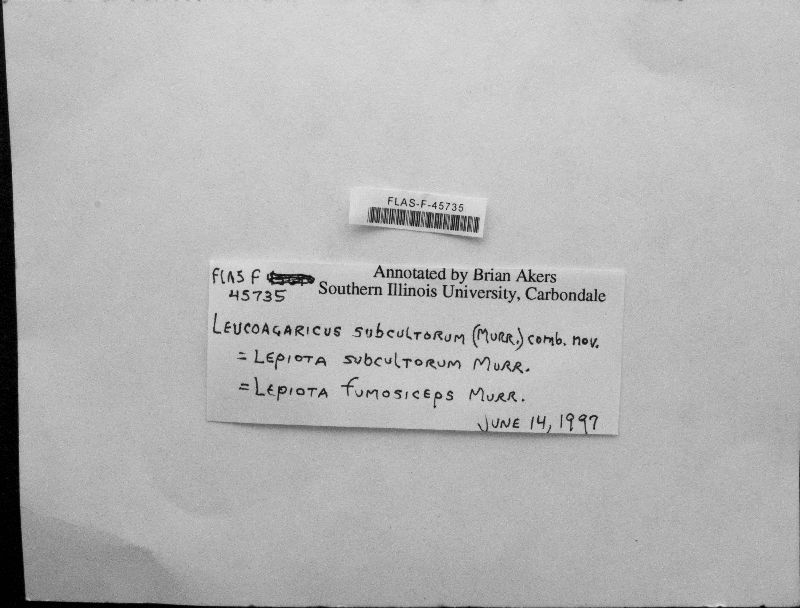 FLAS-F-45735
FLAS F
45735
Annotated by Brian Akers
Southern Illinois University, Carbondale
LEUCOAGARICUS SUBCULTORUM (MURR.) comb. nov.
= LEPIOTA SUBCULTORUM MURR.
= LEPIOTA FUMOSICEPS MURR.
JUNE 14, 1997